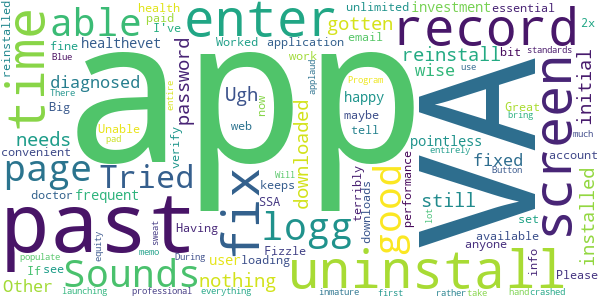 reinstalled
health
paid
I've
able
enter
unlimited
investment
essential
record
2x
healthevet
gotten
email
Worked
application
work
reinstall
bit
standards
fine
Blue
time
app
VA
screen
initial
There
Big
diagnosed
password
Ugh
now
applaud
happy
Program
wise
Great
use
bring
Unable
pad
entire
web
maybe
tell
much
needs
verify
downloaded
pointless
entirely
Button
convenient
page
Tried
fix
fixed
account
doctor
frequent
keeps
SSA
terribly
downloads
performance
still
available
set
anyone
past
logg
good
installed
Having
Fizzle
lot
info
Please
user
loading
Sounds
nothing
uninstall
Other
equity
sweat
During
If
see
memo
Will
populate
launching
professional
everything
inmature
first
rather
take
hand
crashed